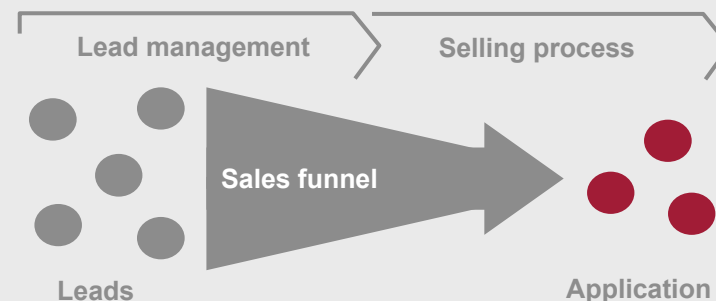 Lead management
Selling process
Sales funnel
Leads
Application